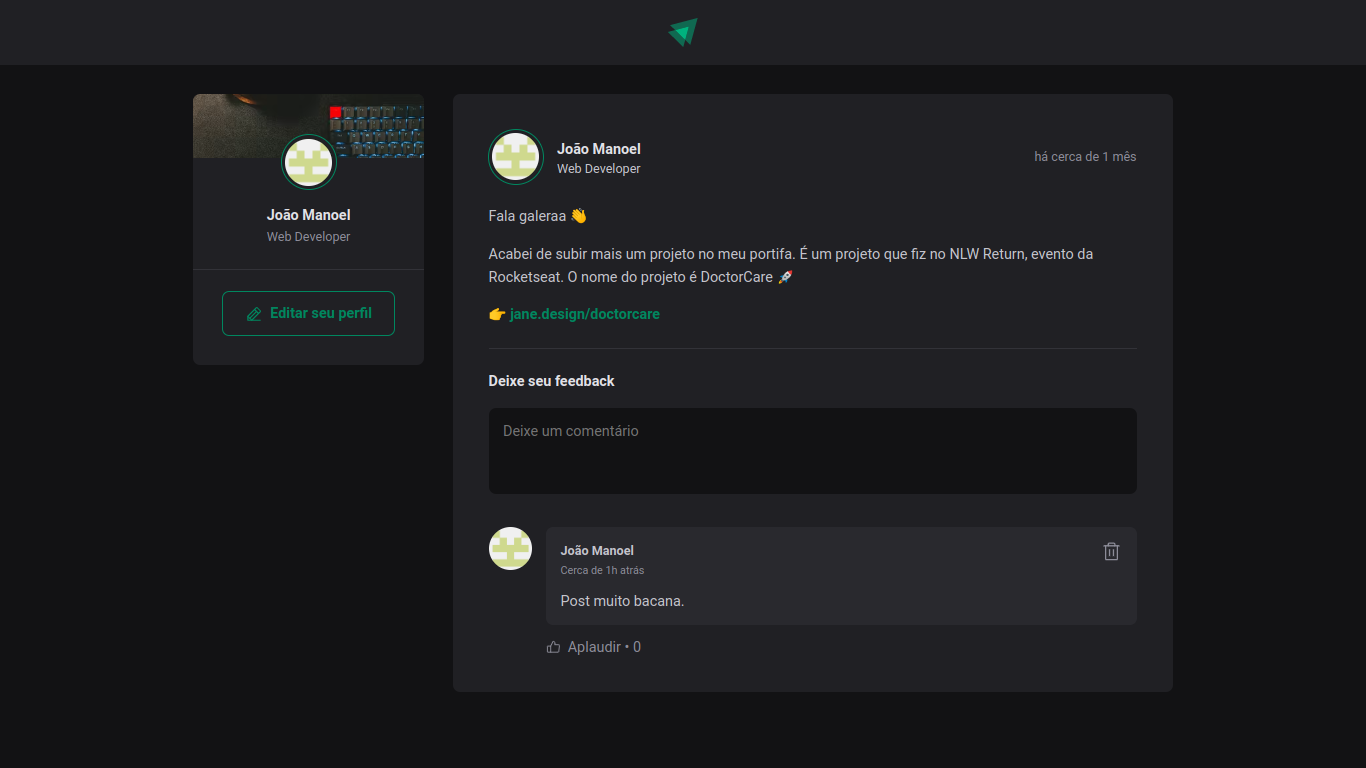 João Manoel
Web Developer
Editar seu perfil
João Manoel
Web Developer
há cerca de 1 mês
Fala galeraa 👋
Acabei de subir mais um projeto no meu portifa. É um projeto que fiz no NLW Return, evento da
Rocketseat. O nome do projeto é DoctorCare 🚀
👉 jane.design/doctorcare
Deixe seu feedback
Deixe um comentário
João Manoel
Cerca de 1h atrás
Post muito bacana.
Aplaudir • 0